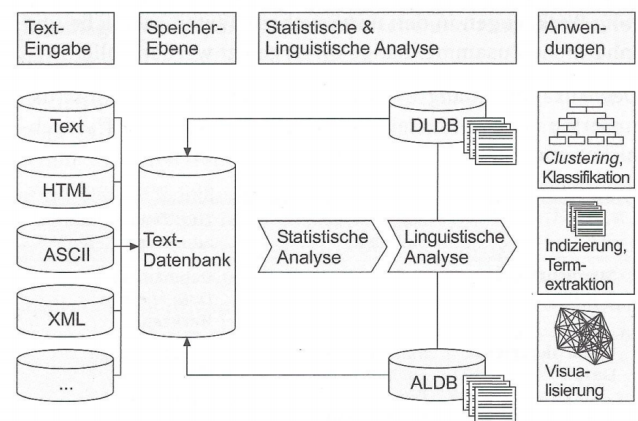 Text-
Eingabe
Speicher-
Ebene
Statistische &
Linguistische Analyse
Anwen-
dungen
Text
HTML
ASCII
XML
...
Text-
Datenbank
DLDB
Statistische
Analyse
Linguistische
Analyse
ALDB
Clustering,
Klassifikation
Indizierung,
Term-
extraktion
Visua-
lisierung